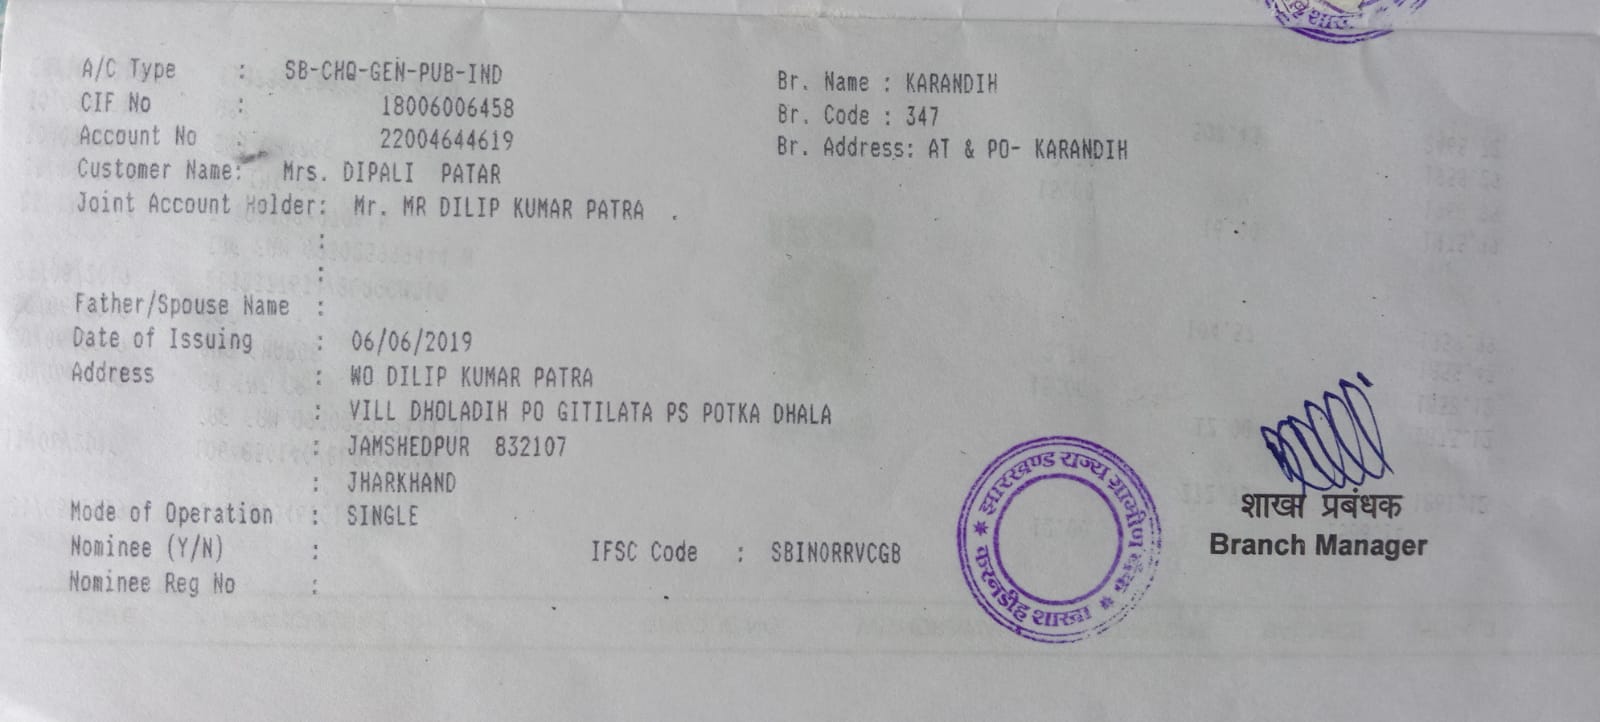 A/C Type : SB-CHQ-GEN-PUB-IND
CIF No : 18006006458
Account No : 22004644619
Customer Name: Mrs. DIPALI PATAR
Joint Account Holder: Mr. MR DILIP KUMAR PATRA .
:
:
Father/Spouse Name :
Date of Issuing : 06/06/2019
Address : WO DILIP KUMAR PATRA
: VILL DHOLADIH PO GITILATA PS POTKA DHALA
: JAMSHEDPUR 832107
: JHARKHAND
Mode of Operation : SINGLE
Nominee (Y/N) :
Nominee Reg No :
IFSC Code : SBIN0RRVCGB
Br. Name : KARANDIH
Br. Code : 347
Br. Address: AT & PO- KARANDIH
झारखण्ड राज्य ग्रामीण बैंक
करनडीह शाखा
शाखा प्रबंधक
Branch Manager